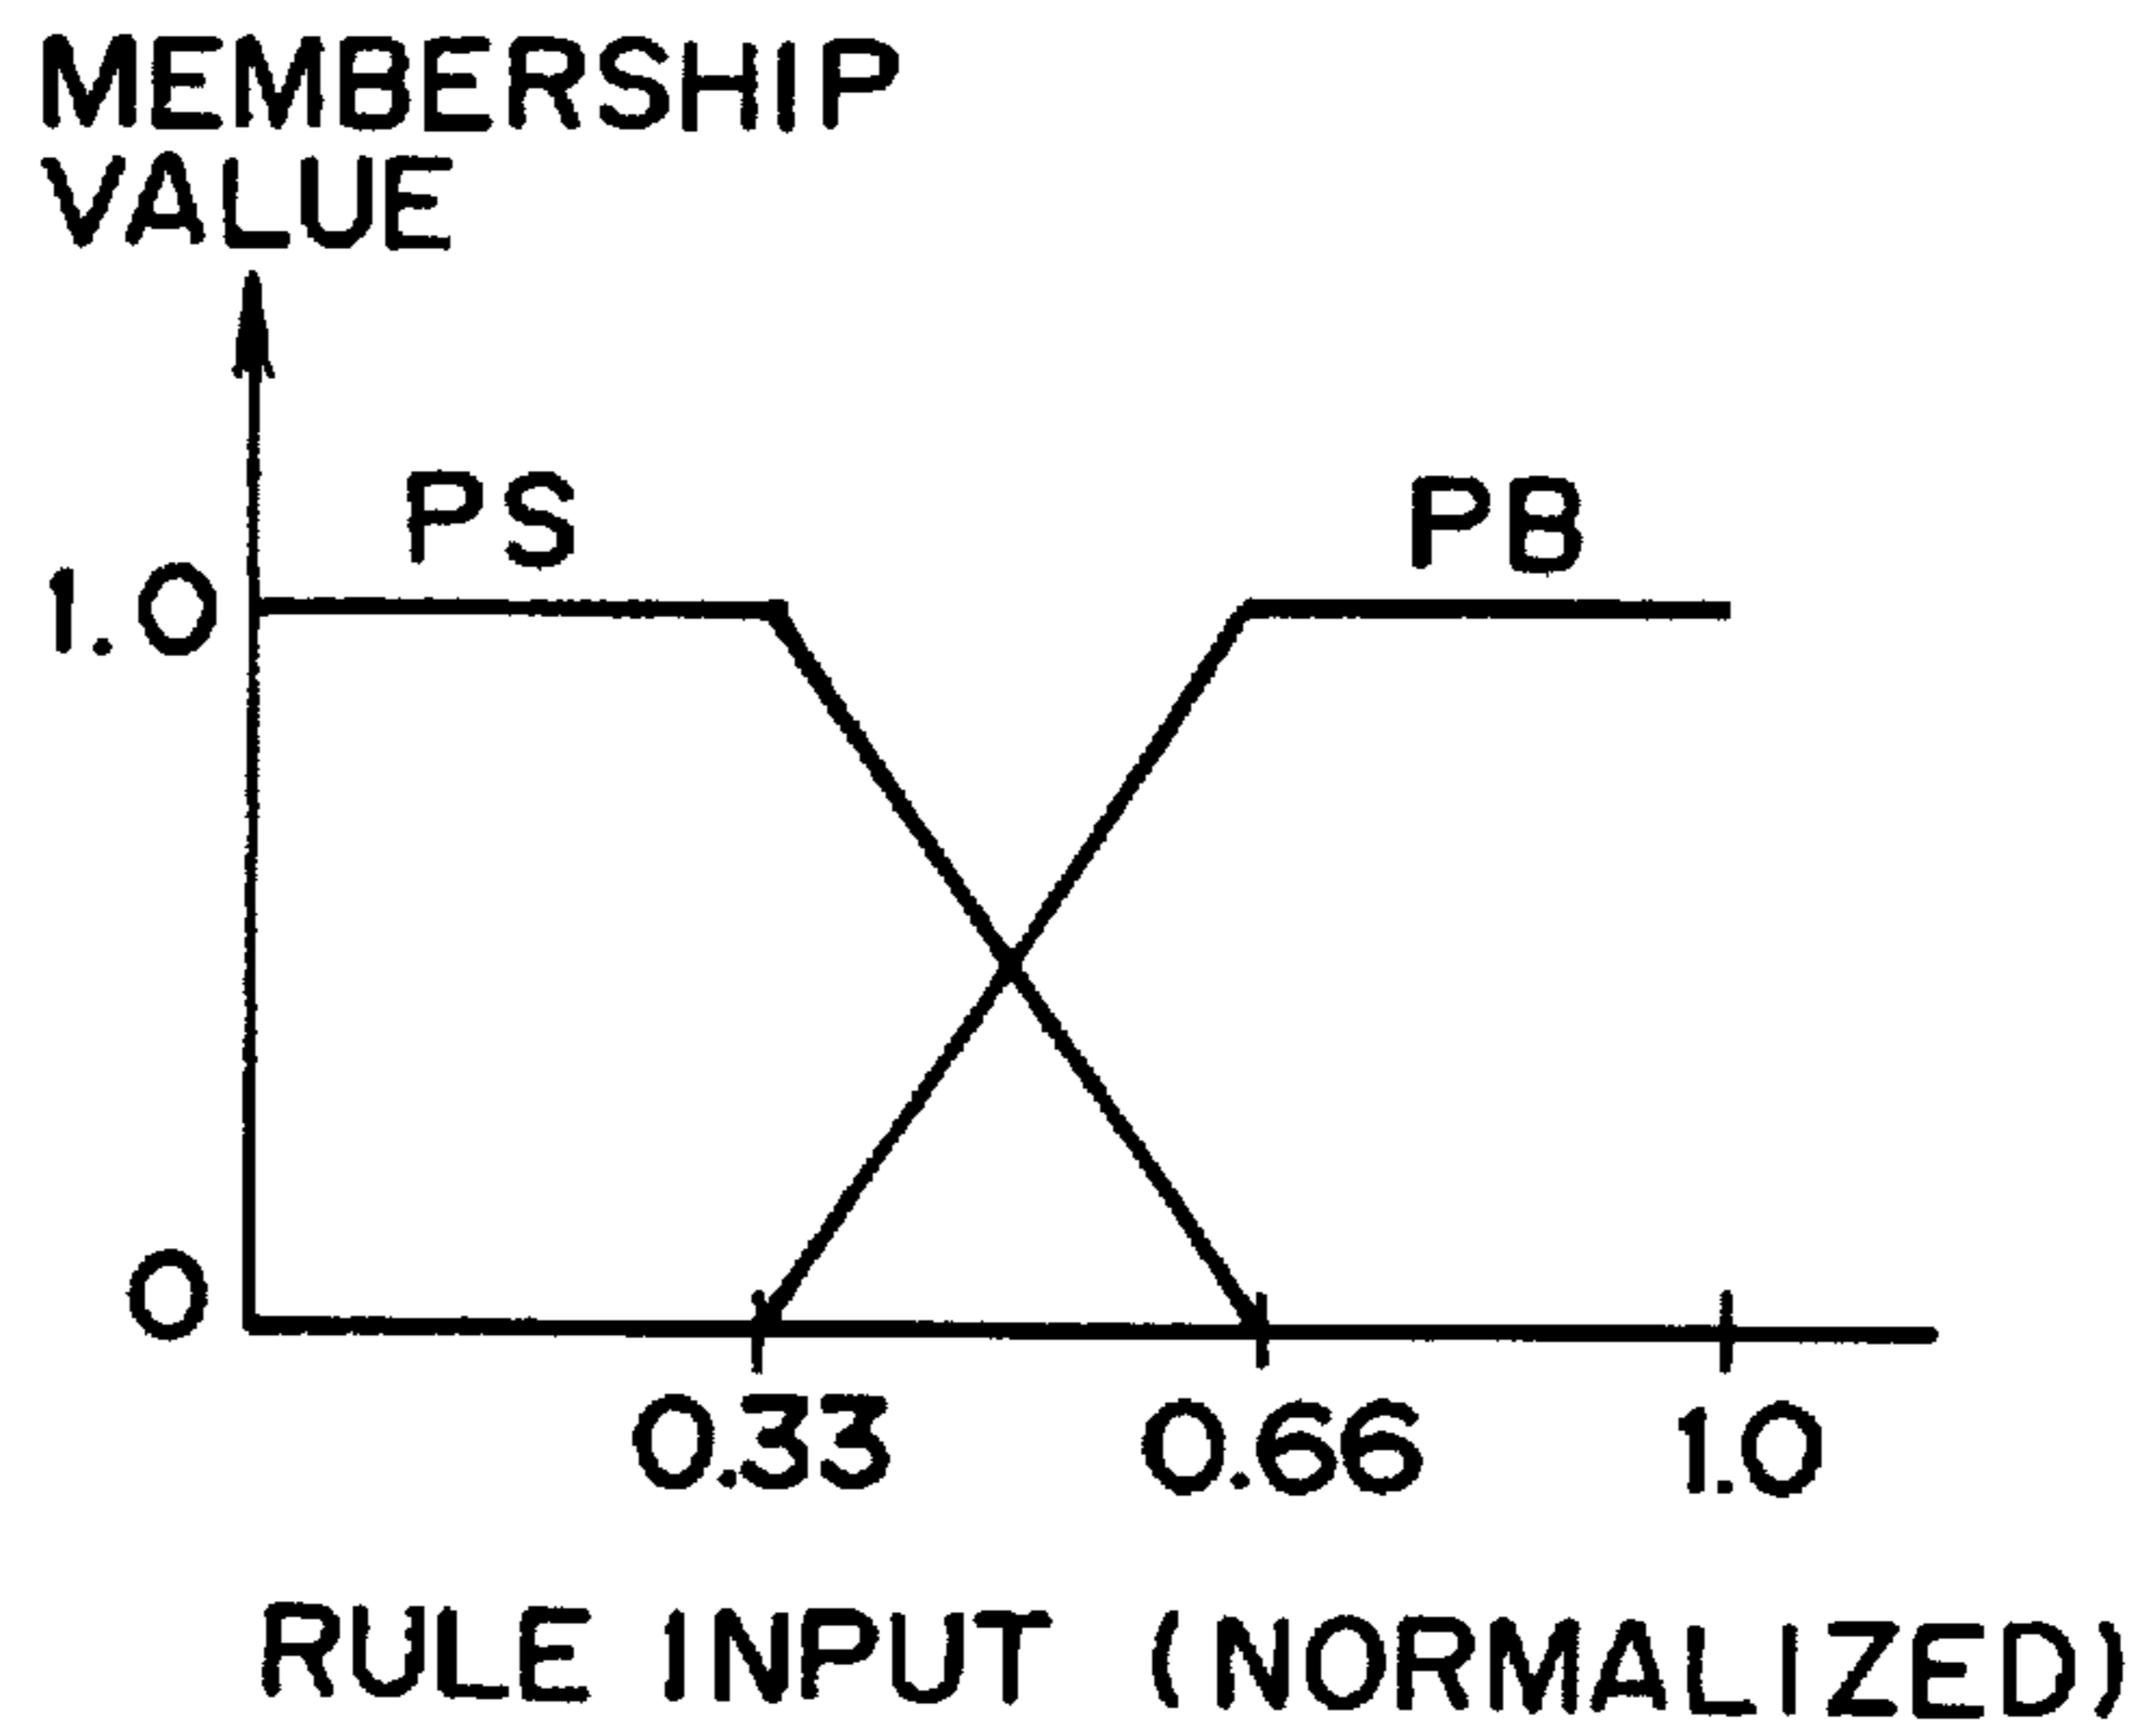 MEMBERSHIP
VALUE
PS PB
1.0
0
0.33 0.66 1.0
RULE INPUT (NORMALIZED)